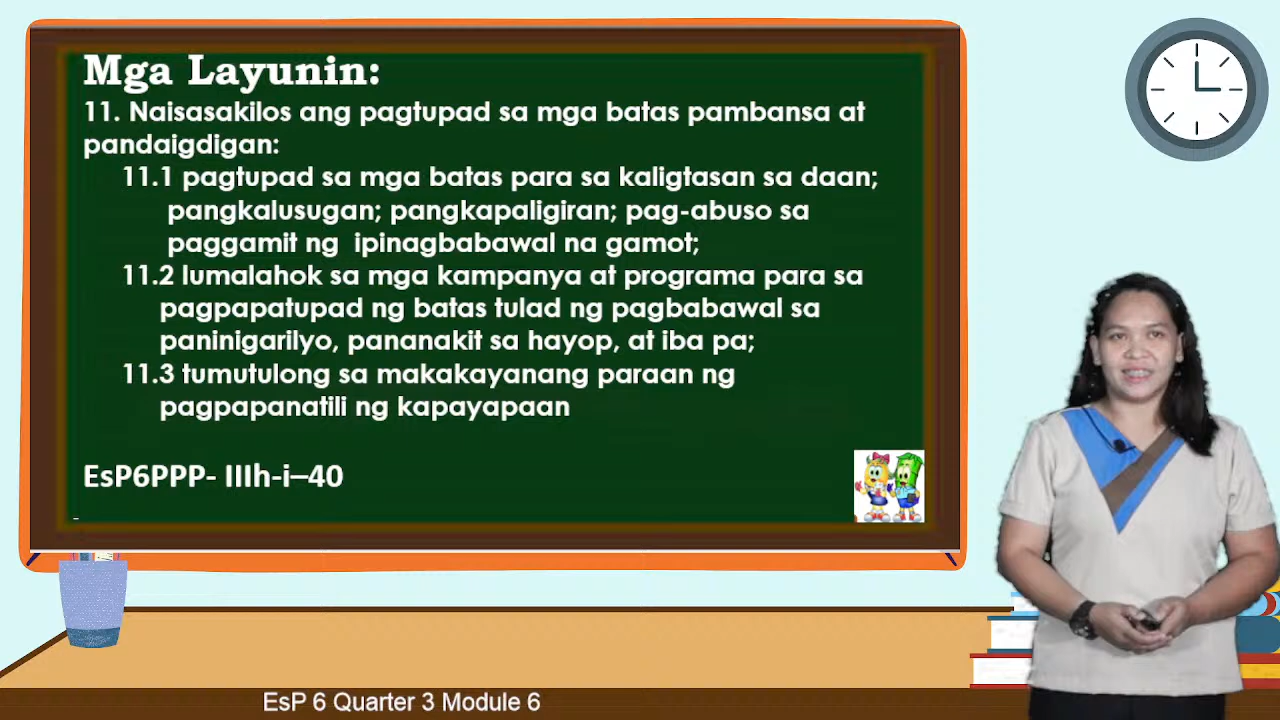 Mga Layunin:
11. Naisasakilos ang pagtupad sa mga batas pambansa at
pandaigdigan:
11.1 pagtupad sa mga batas para sa kaligtasan sa daan;
pangkalusugan; pangkapaligiran; pag-abuso sa
paggamit ng ipinagbabawal na gamot;
11.2 lumalahok sa mga kampanya at programa para sa
pagpapatupad ng batas tulad ng pagbabawal sa
paninigarilyo, pananakit sa hayop, at iba pa;
11.3 tumutulong sa makakayanang paraan ng
pagpapanatili ng kapayapaan
EsP6PPP- IIIh-i–40
EsP 6 Quarter 3 Module 6